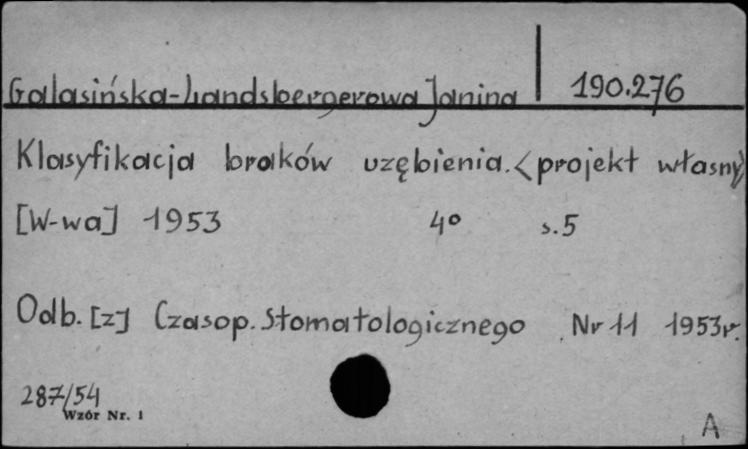 Galasińska-Landsbergerowa Janina 190.276
Klasyfikacja braków uzębienia. <projekt własny>
[W-wa] 1953 4° s.5
Odb. [z] Czasop. Stomatologicznego Nr 11 1953r.
287/54
Wzór Nr. 1
A